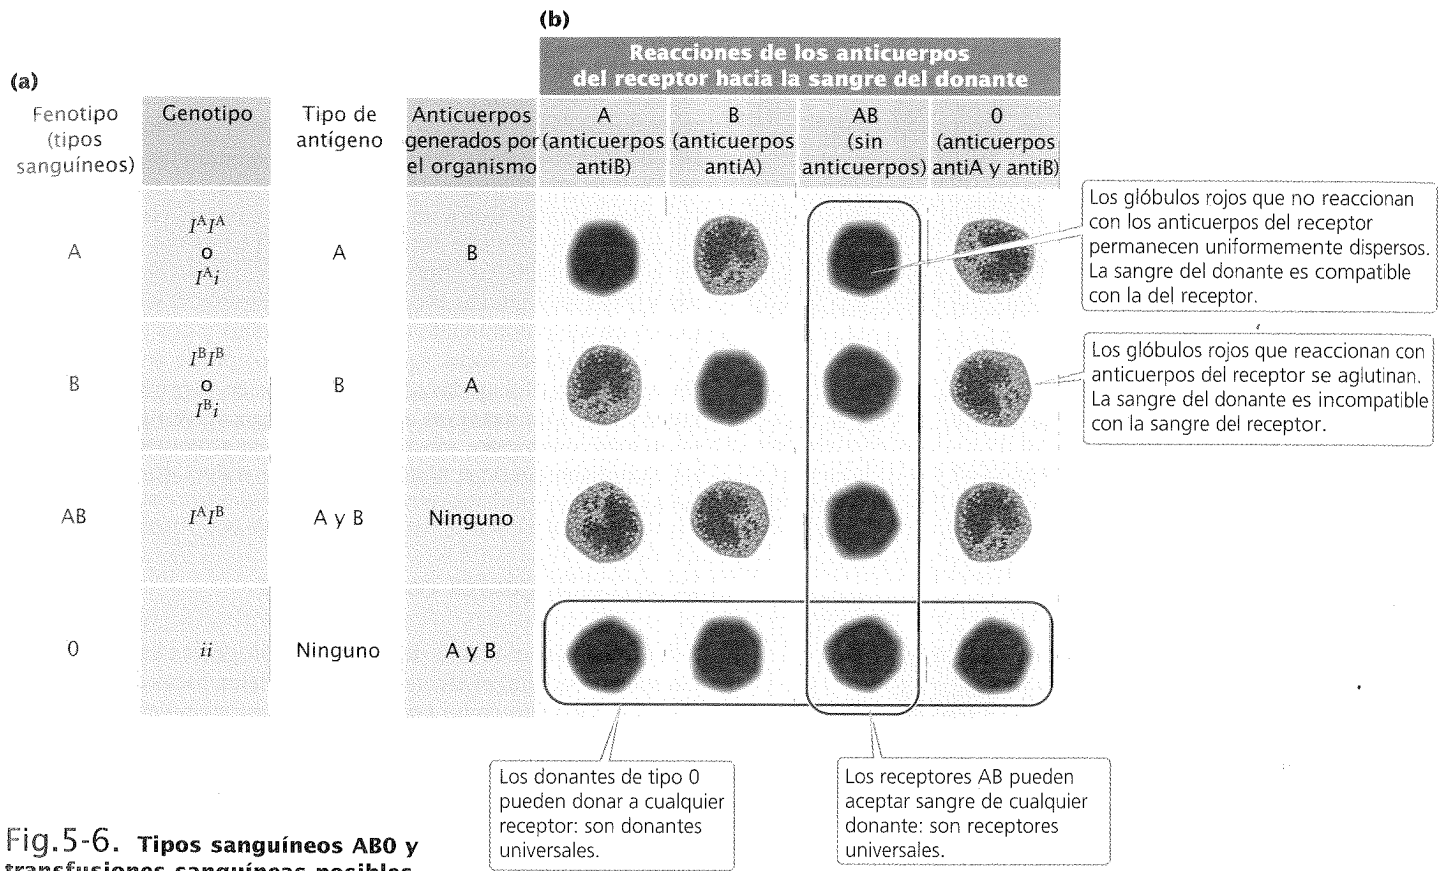 (b)
Reacciones de los anticuerpos
del receptor hacia la sangre del donante
(a)
Fenotipo
(tipos
sanguíneos)
Genotipo
Tipo de
antígeno
Anticuerpos
generados por
el organismo
A
(anticuerpos
antiB)
B
(anticuerpos
antiA)
AB
(sin
anticuerpos)
0
(anticuerpos
antiA y antiB)
A
IᴬIᴬ
o
Iᴬi
A
B
B
IᴮIᴮ
o
Iᴮi
B
A
AB
IᴬIᴮ
A y B
Ninguno
0
ii
Ninguno
A y B
Los glóbulos rojos que no reaccionan
con los anticuerpos del receptor
permanecen uniformemente dispersos.
La sangre del donante es compatible
con la del receptor.
Los glóbulos rojos que reaccionan con
anticuerpos del receptor se aglutinan.
La sangre del donante es incompatible
con la sangre del receptor.
Los donantes de tipo 0
pueden donar a cualquier
receptor: son donantes
universales.
Los receptores AB pueden
aceptar sangre de cualquier
donante: son receptores
universales.
Fig.5-6. Tipos sanguíneos AB0 y
transfusiones sanguíneas posibles.